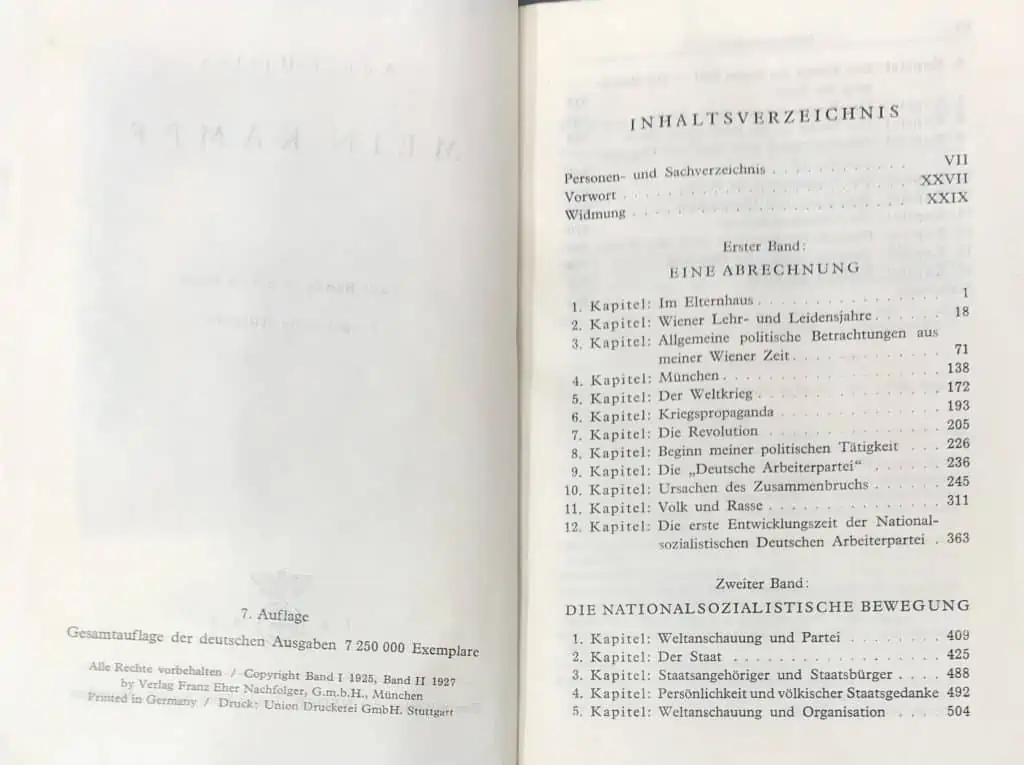 7. Auflage
Gesamtauflage der deutschen Ausgaben 7 250 000 Exemplare
Alle Rechte vorbehalten / Copyright Band I 1925, Band II 1927
by Verlag Franz Eher Nachfolger, G.m.b.H., München
Printed in Germany / Druck: Union Druckerei GmbH. Stuttgart
INHALTSVERZEICHNIS
Personen- und Sachverzeichnis . . . . . . . . . . VII
Vorwort . . . . . . . . . . . . . . . . . . . . XXVII
Widmung . . . . . . . . . . . . . . . . . . . . XXIX
Erster Band:
EINE ABRECHNUNG
1. Kapitel: Im Elternhaus . . . . . . . . . . . . 1
2. Kapitel: Wiener Lehr- und Leidensjahre . . . . . . 18
3. Kapitel: Allgemeine politische Betrachtungen aus
meiner Wiener Zeit . . . . . . . . . . 71
4. Kapitel: München . . . . . . . . . . . . . . 138
5. Kapitel: Der Weltkrieg . . . . . . . . . . . . 172
6. Kapitel: Kriegspropaganda . . . . . . . . . . 193
7. Kapitel: Die Revolution . . . . . . . . . . . 205
8. Kapitel: Beginn meiner politischen Tätigkeit . . . 226
9. Kapitel: Die „Deutsche Arbeiterpartei“ . . . . . 236
10. Kapitel: Ursachen des Zusammenbruchs . . . . . . 245
11. Kapitel: Volk und Rasse . . . . . . . . . . . 311
12. Kapitel: Die erste Entwicklungszeit der National-
sozialistischen Deutschen Arbeiterpartei . 363
Zweiter Band:
DIE NATIONALSOZIALISTISCHE BEWEGUNG
1. Kapitel: Weltanschauung und Partei . . . . . . . 409
2. Kapitel: Der Staat . . . . . . . . . . . . . 425
3. Kapitel: Staatsangehöriger und Staatsbürger . . . . 488
4. Kapitel: Persönlichkeit und völkischer Staatsgedanke 492
5. Kapitel: Weltanschauung und Organisation . . . . 504